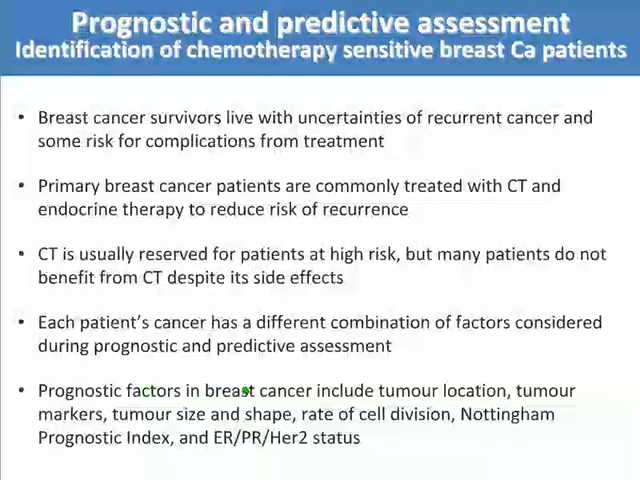 Prognostic and predictive assessment
Identification of chemotherapy sensitive breast Ca patients
• Breast cancer survivors live with uncertainties of recurrent cancer and
some risk for complications from treatment
• Primary breast cancer patients are commonly treated with CT and
endocrine therapy to reduce risk of recurrence
• CT is usually reserved for patients at high risk, but many patients do not
benefit from CT despite its side effects
• Each patient's cancer has a different combination of factors considered
during prognostic and predictive assessment
• Prognostic factors in breast cancer include tumour location, tumour
markers, tumour size and shape, rate of cell division, Nottingham
Prognostic Index, and ER/PR/Her2 status